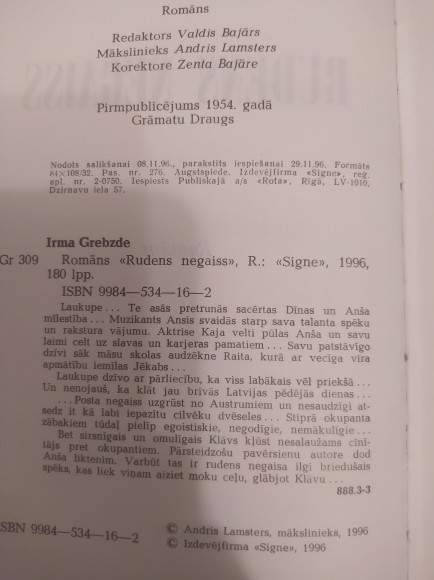 Romāns
Redaktors Valdis Bajārs
Mākslinieks Andris Lamsters
Korektore Zenta Bajāre
Pirmpublicējums 1954. gadā
Grāmatu Draugs
Nodots salikšanai 08.11.96., parakstīts iespiešanai 29.11.96. Formāts
84×108/32. Pas. nr. 276. Augstspiede. Izdevējfirma «Signe», reģ.
apl. nr. 2-0750. Iespiests Publiskajā a/s «Rota», Rīgā, LV-1010,
Dzirnavu ielā 57.
Irma Grebzde
Gr 309 Romāns «Rudens negaiss», R.: «Signe», 1996,
180 lpp.
ISBN 9984—534—16—2
Laukupe... Te asās pretrunās sacērtas Dīnas un Anša
mīlestība... Muzikants Ansis svaidās starp sava talanta spēku
un rakstura vājumu. Aktrise Kaja velti pūlas Anša un savu
laimi celt uz slavas un karjeras pamatiem... Savu patstāvīgo
dzīvi sāk māsu skolas audzēkne Raita, kurā ar vecīga vīra
apmātību iemīlas Jēkabs...
Laukupe dzīvo ar pārliecību, ka viss labākais vēl priekšā...
Un nenojauš, ka klāt jau brīvās Latvijas pēdējās dienas...
...Posta negaiss uzgrūst no Austrumiem un nesaudzīgi at-
sedz it kā labi iepazītu cilvēku dvēseles... Stiprā okupanta
zābakiem tūdaļ pielīp egoistiskie, negodīgie, nemākulīgie...
Bet sirsnīgais un omulīgais Klāvs kļūst nesalaužams cīnī-
tājs pret okupantiem. Pārsteidzošu pavērsienu autore dod
Anša liktenim. Varbūt tas ir rudens negaisa ilgi briedušais
spēks, kas liek viņam aiziet moku ceļu, glābjot Klāvu...
888.3-3
ISBN 9984—534—16—2
© Andris Lamsters, mākslinieks, 1996
© Izdevējfirma «Signe», 1996